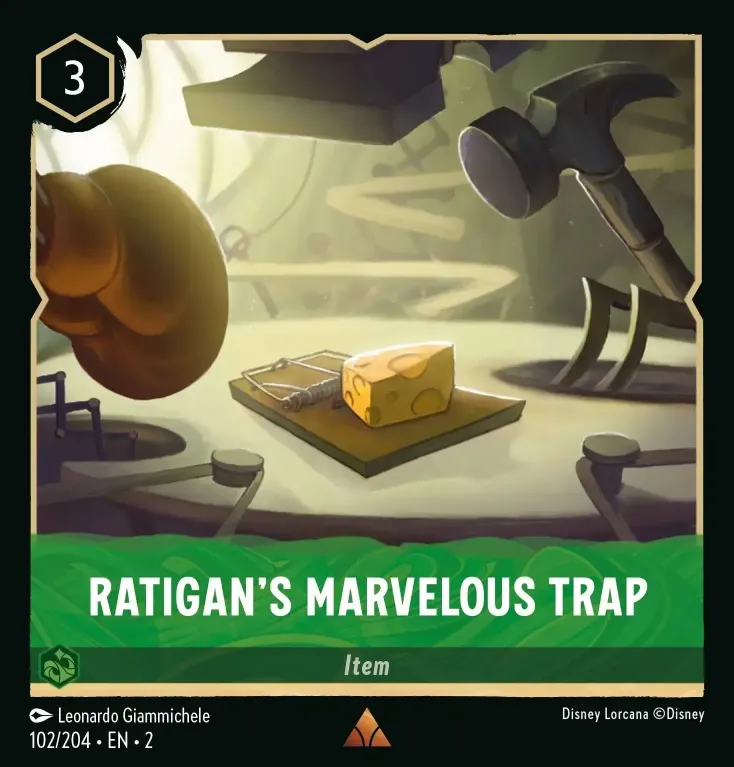 3
RATIGAN'S MARVELOUS TRAP
Item
Leonardo Giammichele
Disney Lorcana ©Disney
102/204 • EN • 2